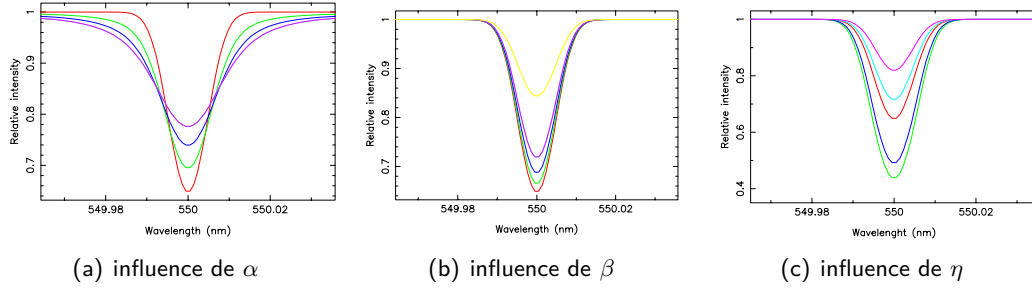 Relative intensity
1
0.9
0.8
0.7
549.98 550 550.02
Wavelength (nm)
(a) influence de α
Relative intensity
1
0.9
0.8
0.7
549.98 550 550.02
Wavelength (nm)
(b) influence de β
Relative intensity
1
0.8
0.6
0.4
549.98 550 550.02
Wavelenght (nm)
(c) influence de η